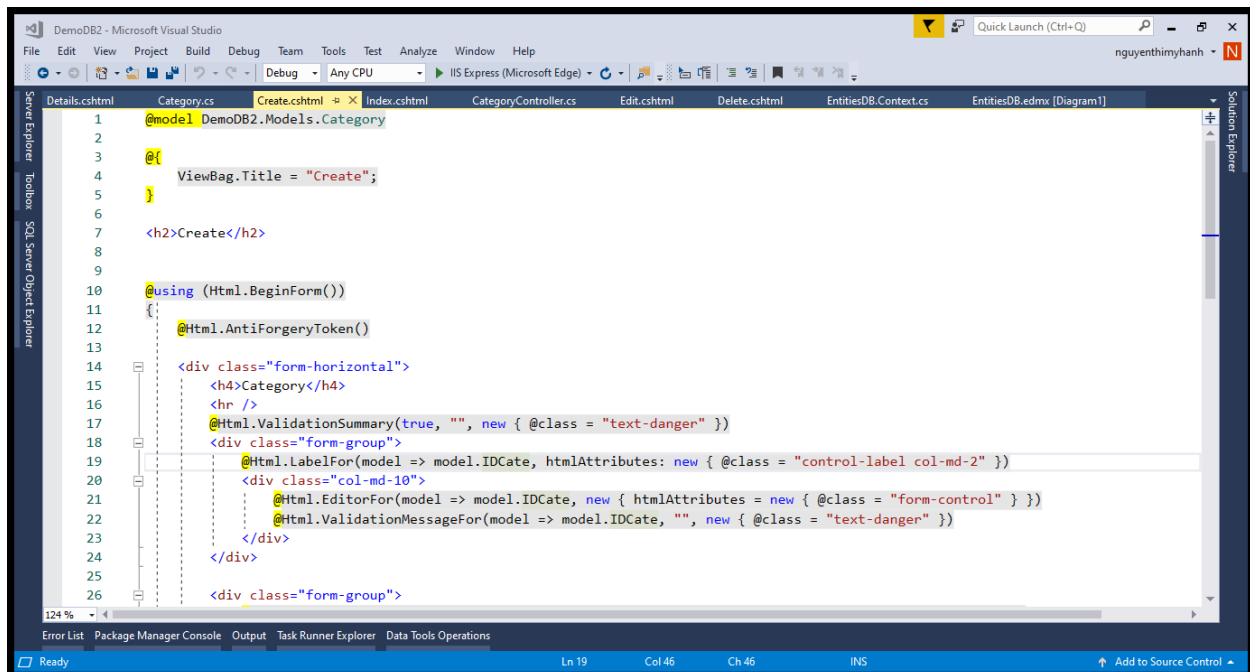 DemoDB2 - Microsoft Visual Studio
Quick Launch (Ctrl+Q)
File Edit View Project Build Debug Team Tools Test Analyze Window Help
nguyenthimyhanh N
Debug Any CPU IIS Express (Microsoft Edge)
Details.cshtml Category.cs Create.cshtml Index.cshtml CategoryController.cs Edit.cshtml Delete.cshtml EntitiesDB.Context.cs EntitiesDB.edmx [Diagram1]
Server Explorer
Toolbox
SQL Server Object Explorer
Solution Explorer
1 @model DemoDB2.Models.Category
2
3 @{
4 ViewBag.Title = "Create";
5 }
6
7 <h2>Create</h2>
8
9
10 @using (Html.BeginForm())
11 {
12 @Html.AntiForgeryToken()
13
14 <div class="form-horizontal">
15 <h4>Category</h4>
16 <hr />
17 @Html.ValidationSummary(true, "", new { @class = "text-danger" })
18 <div class="form-group">
19 @Html.LabelFor(model => model.IDCate, htmlAttributes: new { @class = "control-label col-md-2" })
20 <div class="col-md-10">
21 @Html.EditorFor(model => model.IDCate, new { htmlAttributes = new { @class = "form-control" } })
22 @Html.ValidationMessageFor(model => model.IDCate, "", new { @class = "text-danger" })
23 </div>
24 </div>
25
26 <div class="form-group">
124 %
Error List Package Manager Console Output Task Runner Explorer Data Tools Operations
Ready Ln 19 Col 46 Ch 46 INS Add to Source Control